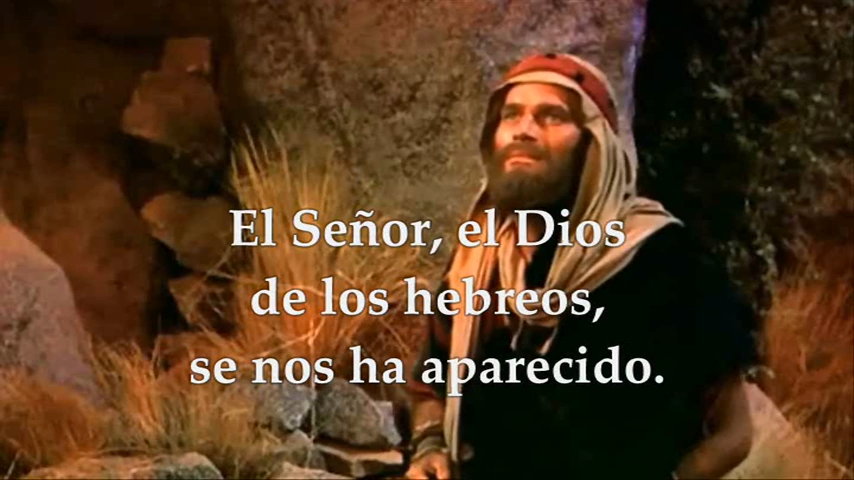 El Señor, el Dios
de los hebreos,
se nos ha aparecido.